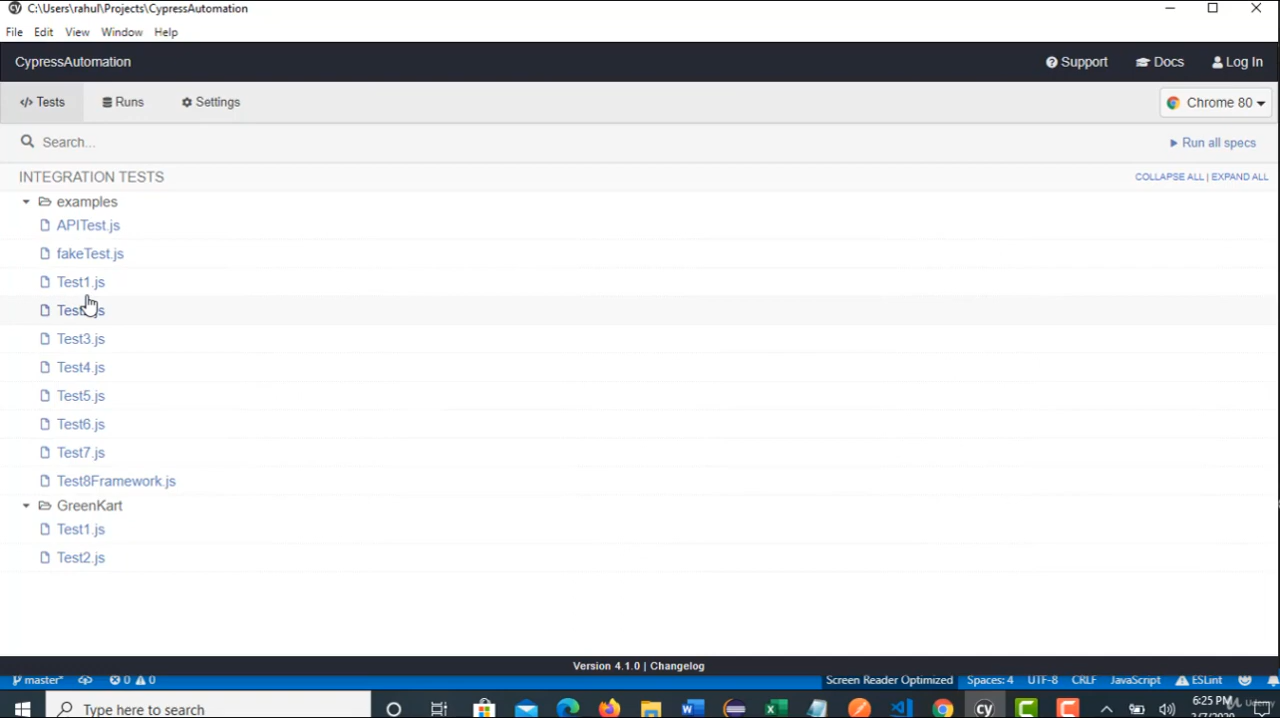 C:\Users\rahul\Projects\CypressAutomation
File Edit View Window Help
CypressAutomation
Support Docs Log In
</> Tests Runs Settings
Chrome 80
Search...
Run all specs
INTEGRATION TESTS
COLLAPSE ALL | EXPAND ALL
examples
APITest.js
fakeTest.js
Test1.js
Test3.js
Test4.js
Test5.js
Test6.js
Test7.js
Test8Framework.js
GreenKart
Test1.js
Test2.js
Version 4.1.0 | Changelog
master* 0 0 Screen Reader Optimized Spaces: 4 UTF-8 CRLF JavaScript ESLint
Type here to search
6:25 PM
Udemy